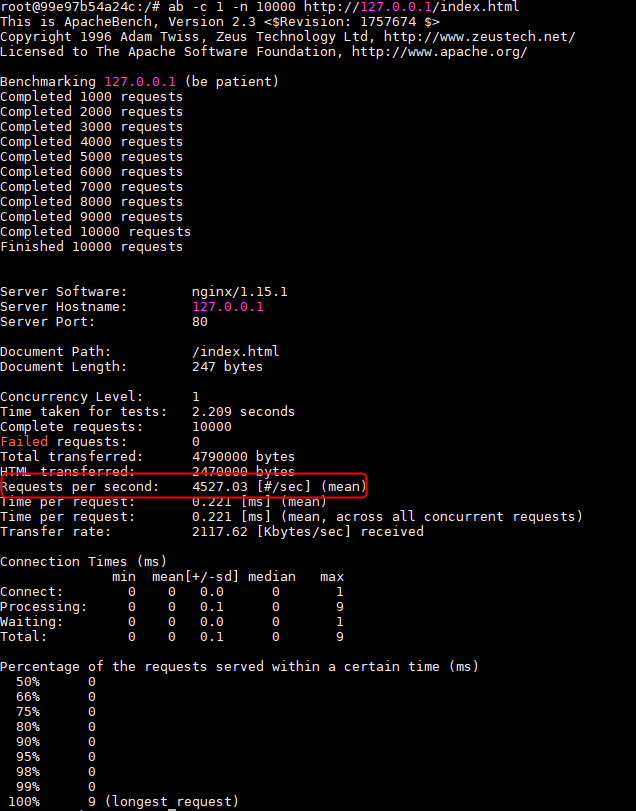 root@99e97b54a24c:/# ab -c 1 -n 10000 http://127.0.0.1/index.html
This is ApacheBench, Version 2.3 <$Revision: 1757674 $>
Copyright 1996 Adam Twiss, Zeus Technology Ltd, http://www.zeustech.net/
Licensed to The Apache Software Foundation, http://www.apache.org/

Benchmarking 127.0.0.1 (be patient)
Completed 1000 requests
Completed 2000 requests
Completed 3000 requests
Completed 4000 requests
Completed 5000 requests
Completed 6000 requests
Completed 7000 requests
Completed 8000 requests
Completed 9000 requests
Completed 10000 requests
Finished 10000 requests

Server Software:        nginx/1.15.1
Server Hostname:        127.0.0.1
Server Port:            80

Document Path:          /index.html
Document Length:        247 bytes

Concurrency Level:      1
Time taken for tests:   2.209 seconds
Complete requests:      10000
Failed requests:        0
Total transferred:      4790000 bytes
HTML transferred:       2470000 bytes
Requests per second:    4527.03 [#/sec] (mean)
Time per request:       0.221 [ms] (mean)
Time per request:       0.221 [ms] (mean, across all concurrent requests)
Transfer rate:          2117.62 [Kbytes/sec] received

Connection Times (ms)
              min  mean[+/-sd] median   max
Connect:        0    0   0.0      0       1
Processing:     0    0   0.1      0       9
Waiting:        0    0   0.0      0       1
Total:          0    0   0.1      0       9

Percentage of the requests served within a certain time (ms)
  50%      0
  66%      0
  75%      0
  80%      0
  90%      0
  95%      0
  98%      0
  99%      0
 100%      9 (longest request)